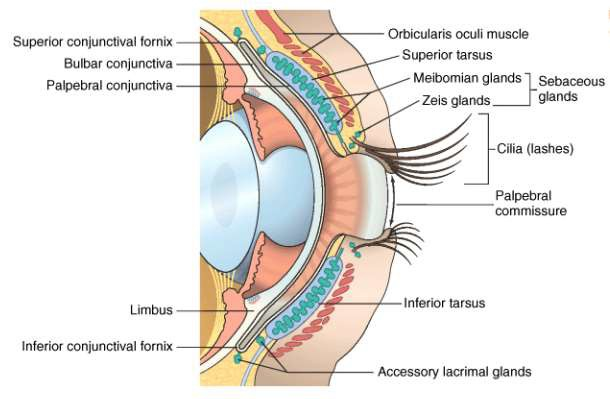 Superior conjunctival fornix
Bulbar conjunctiva
Palpebral conjunctiva
Limbus
Inferior conjunctival fornix
Orbicularis oculi muscle
Superior tarsus
Meibomian glands
Zeis glands
Sebaceous
glands
Cilia (lashes)
Palpebral
commissure
Inferior tarsus
Accessory lacrimal glands